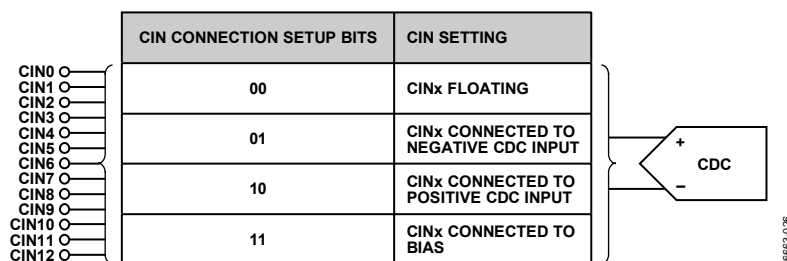 CIN CONNECTION SETUP BITS CIN SETTING
CIN0
CIN1
CIN2
CIN3
CIN4
CIN5
CIN6
CIN7
CIN8
CIN9
CIN10
CIN11
CIN12
00 CINx FLOATING
01 CINx CONNECTED TO
NEGATIVE CDC INPUT
10 CINx CONNECTED TO
POSITIVE CDC INPUT
11 CINx CONNECTED TO
BIAS
+
−
CDC